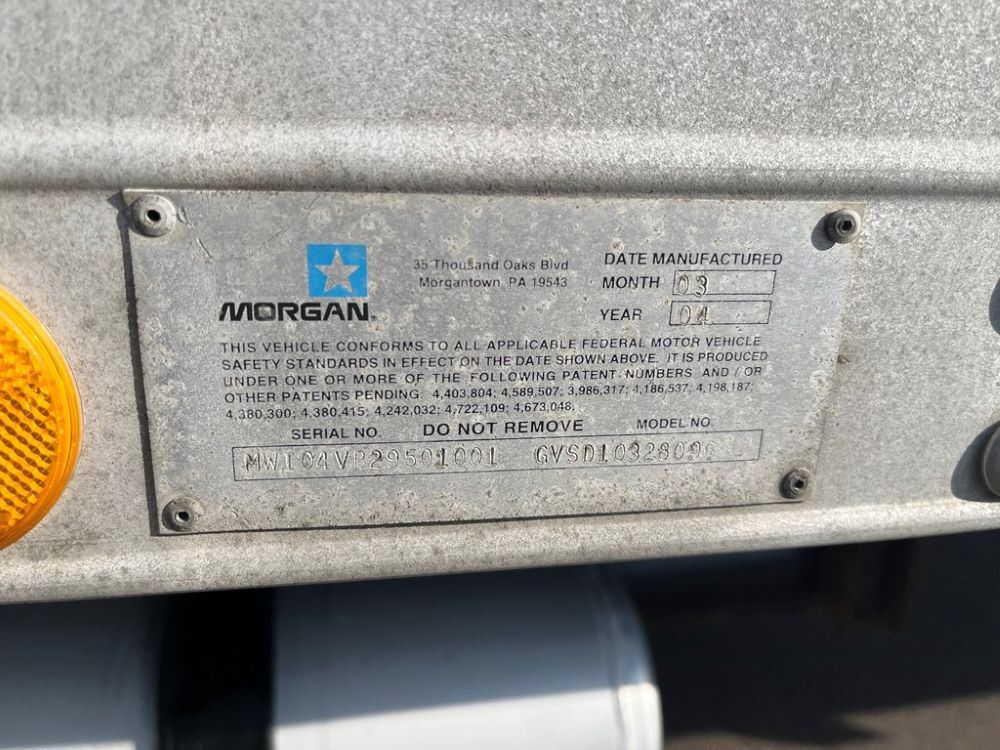 MORGAN.
35 Thousand Oaks Blvd
Morgantown, PA 19543
DATE MANUFACTURED
MONTH 03
YEAR 04
THIS VEHICLE CONFORMS TO ALL APPLICABLE FEDERAL MOTOR VEHICLE
SAFETY STANDARDS IN EFFECT ON THE DATE SHOWN ABOVE. IT IS PRODUCED
UNDER ONE OR MORE OF THE FOLLOWING PATENT NUMBERS AND / OR
OTHER PATENTS PENDING: 4,403,804; 4,589,507; 3,986,317; 4,186,537; 4,198,187;
4,380,300; 4,380,415; 4,242,032; 4,722,109; 4,673,048.
SERIAL NO. DO NOT REMOVE MODEL NO.
MWI04VB29501001 GVSD10328096